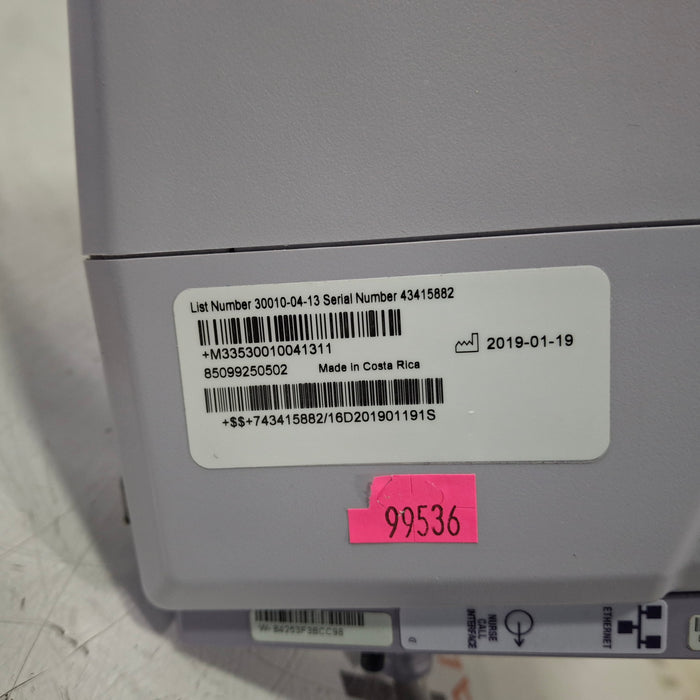 List Number 30010-04-13 Serial Number 43415882
+M33530010041311
2019-01-19
85099250502 Made in Costa Rica
+$$+743415882/16D201901191S
99536
NURSE
CALL
INTERFACE
ETHERNET